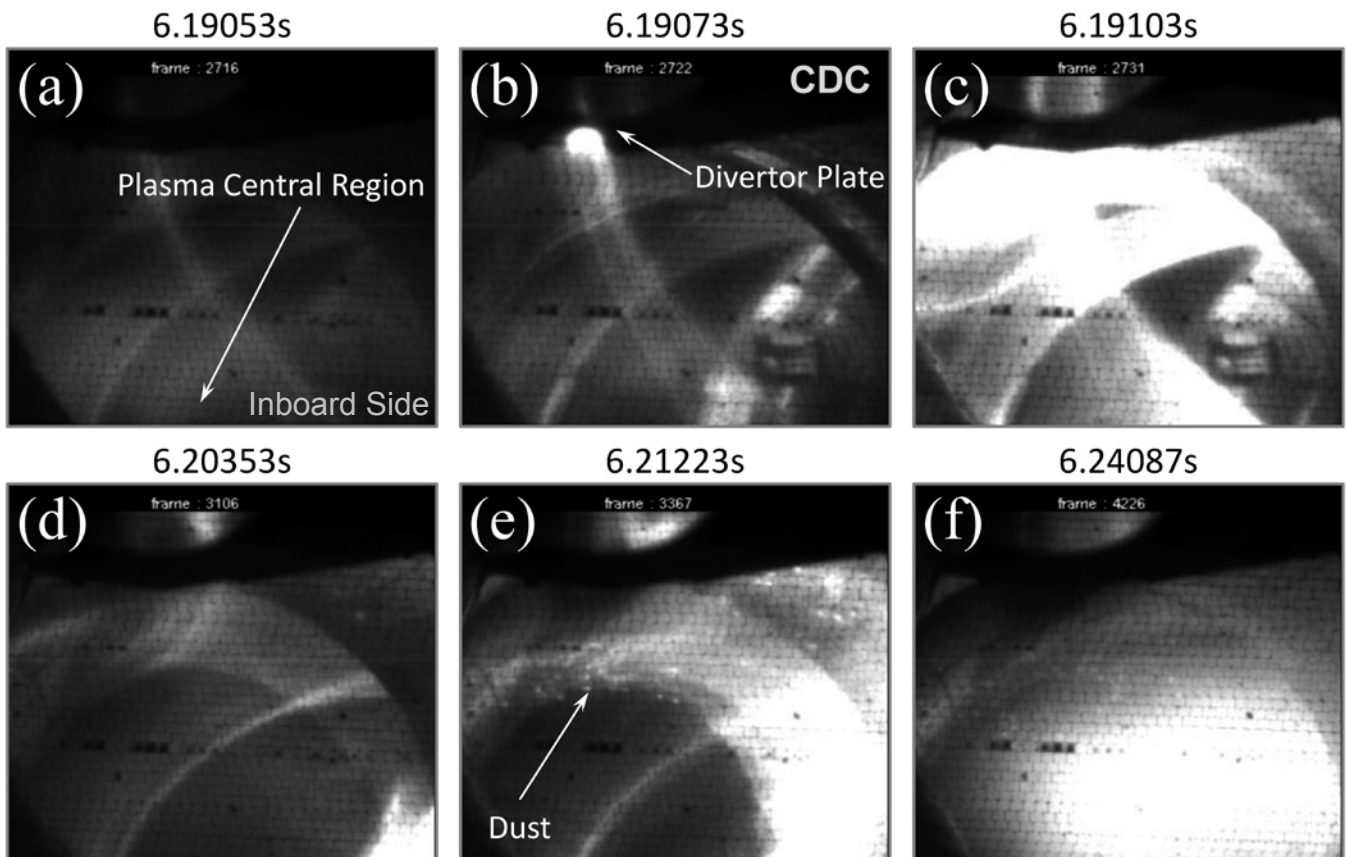 6.19053s
6.19073s
6.19103s
(a)
frame : 2716
Plasma Central Region
Inboard Side
(b)
frame : 2722
CDC
Divertor Plate
(c)
frame : 2731
6.20353s
6.21223s
6.24087s
(d)
frame : 3106
(e)
frame : 3367
Dust
(f)
frame : 4226